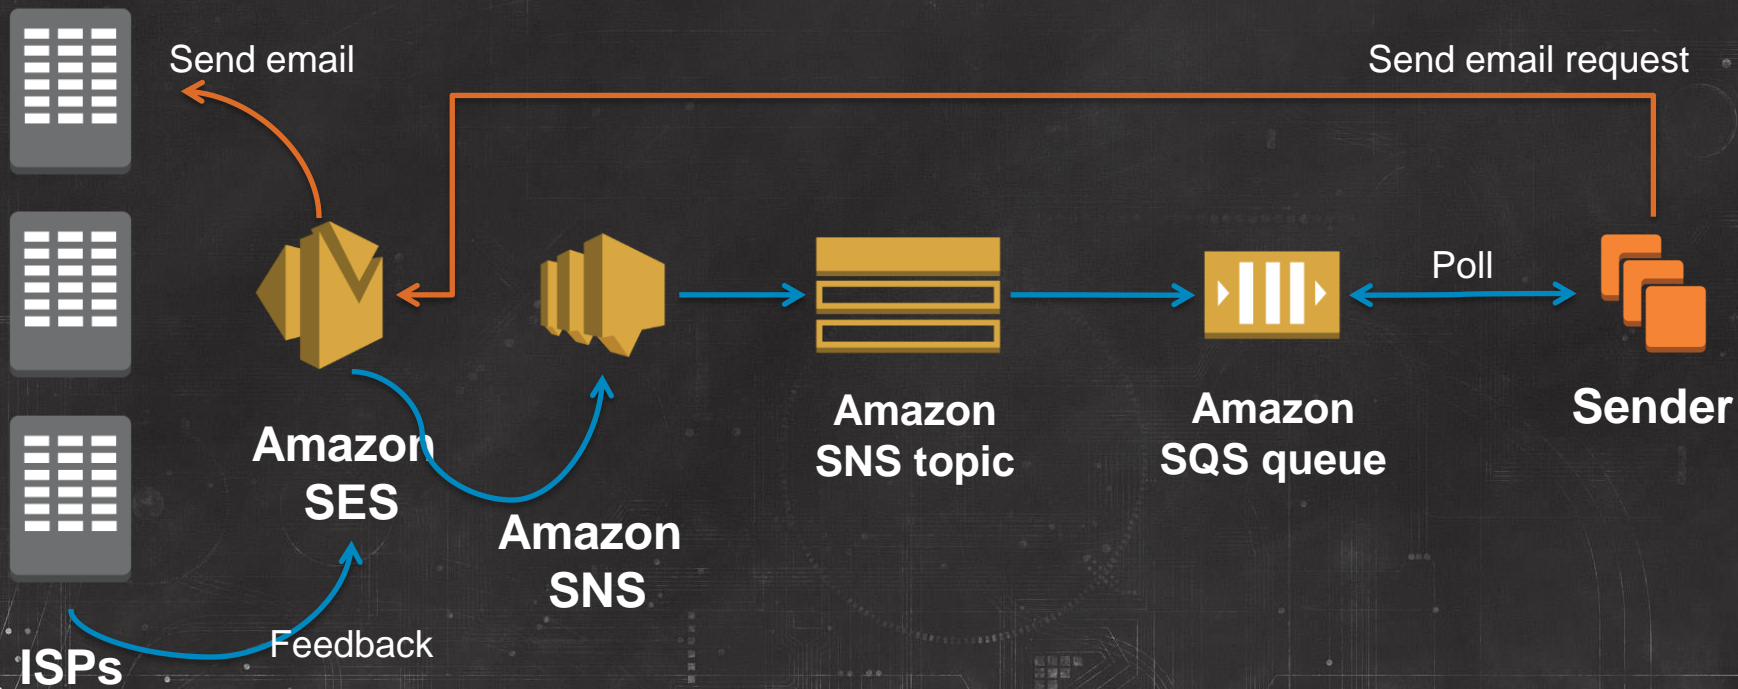 Send email
Send email request
Poll
Amazon
SES
Amazon
SNS
Amazon
SNS topic
Amazon
SQS queue
Sender
Feedback
ISPs